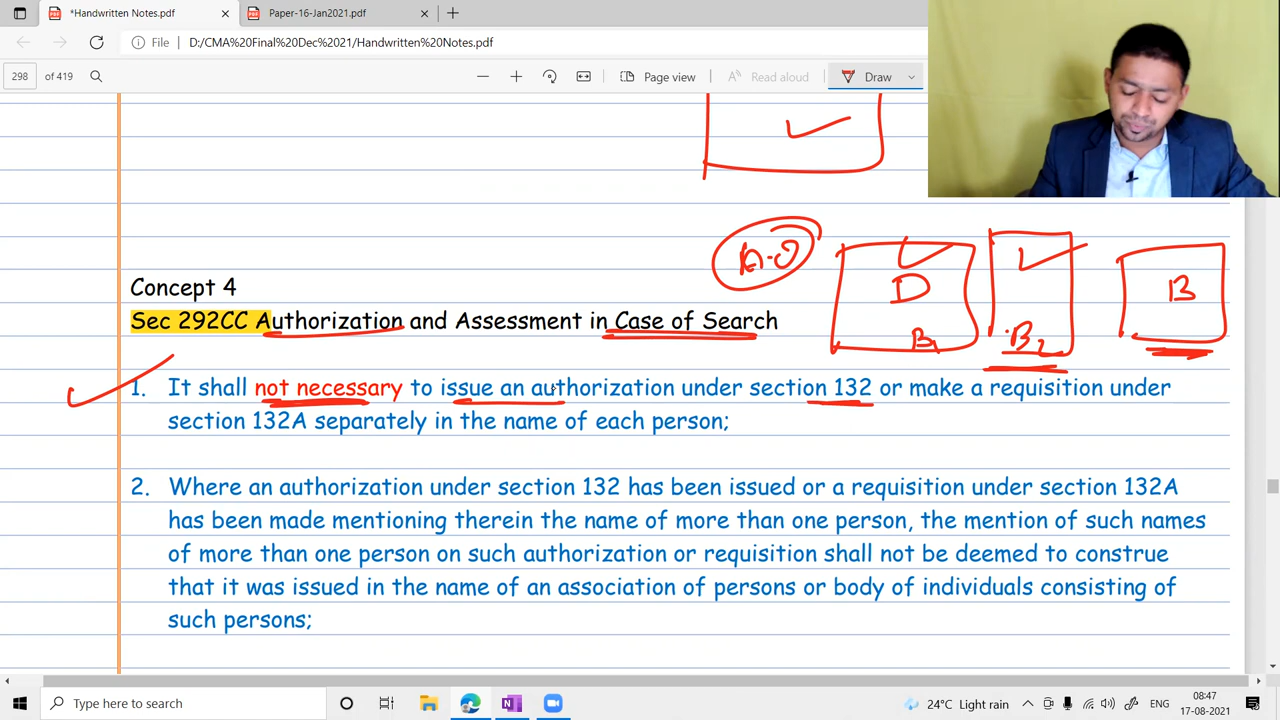 *Handwritten Notes.pdf
Paper-16-Jan2021.pdf
File D:/CMA%20Final%20Dec%2021/Handwritten%20Notes.pdf
298 of 419 Page view Read aloud Draw
A.O
D
B1
B2
B
Concept 4
Sec 292CC Authorization and Assessment in Case of Search
1. It shall not necessary to issue an authorization under section 132 or make a requisition under
section 132A separately in the name of each person;
2. Where an authorization under section 132 has been issued or a requisition under section 132A
has been made mentioning therein the name of more than one person, the mention of such names
of more than one person on such authorization or requisition shall not be deemed to construe
that it was issued in the name of an association of persons or body of individuals consisting of
such persons;
Type here to search
24°C Light rain
ENG
08:47
17-08-2021